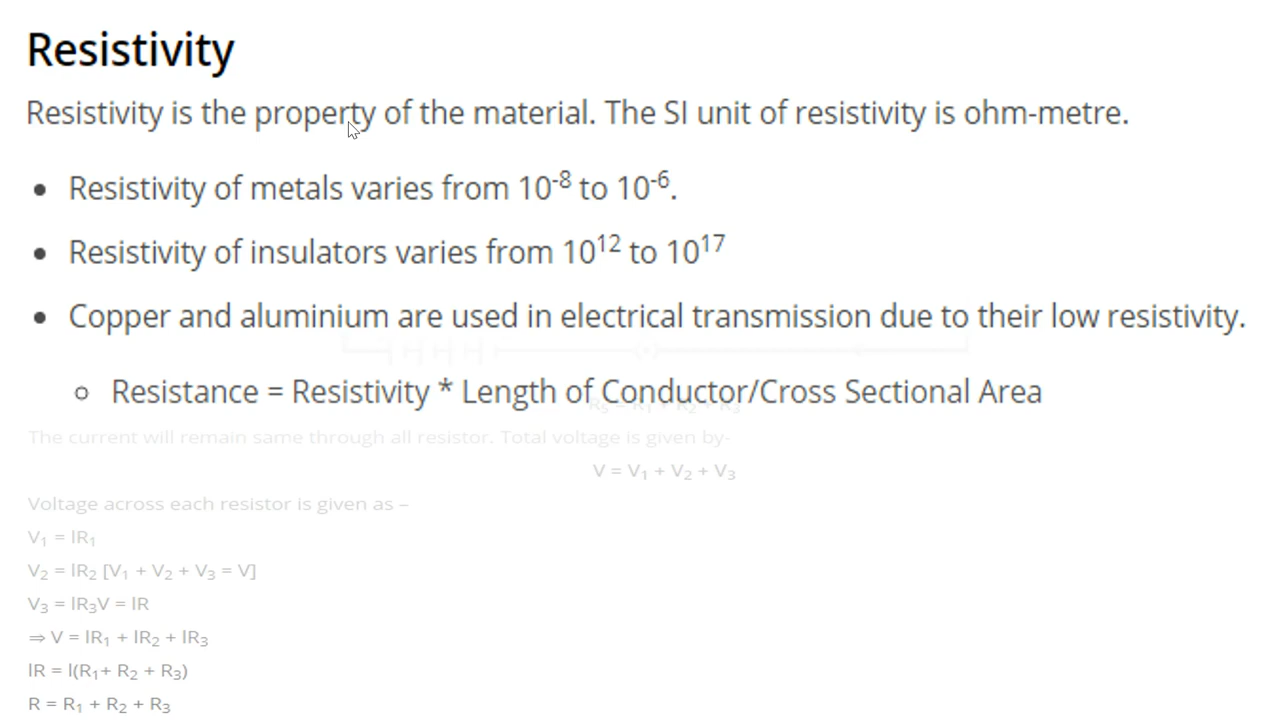 Resistivity
Resistivity is the property of the material. The SI unit of resistivity is ohm-metre.
• Resistivity of metals varies from 10⁻⁸ to 10⁻⁶.
• Resistivity of insulators varies from 10¹² to 10¹⁷
• Copper and aluminium are used in electrical transmission due to their low resistivity.
○ Resistance = Resistivity * Length of Conductor/Cross Sectional Area
Rₛ = R₁ + R₂ + R₃
The current will remain same through all resistor. Total voltage is given by-
V = V₁ + V₂ + V₃
Voltage across each resistor is given as –
V₁ = IR₁
V₂ = IR₂ [V₁ + V₂ + V₃ = V]
V₃ = IR₃V = IR
⇒ V = IR₁ + IR₂ + IR₃
IR = I(R₁+ R₂ + R₃)
R = R₁ + R₂ + R₃